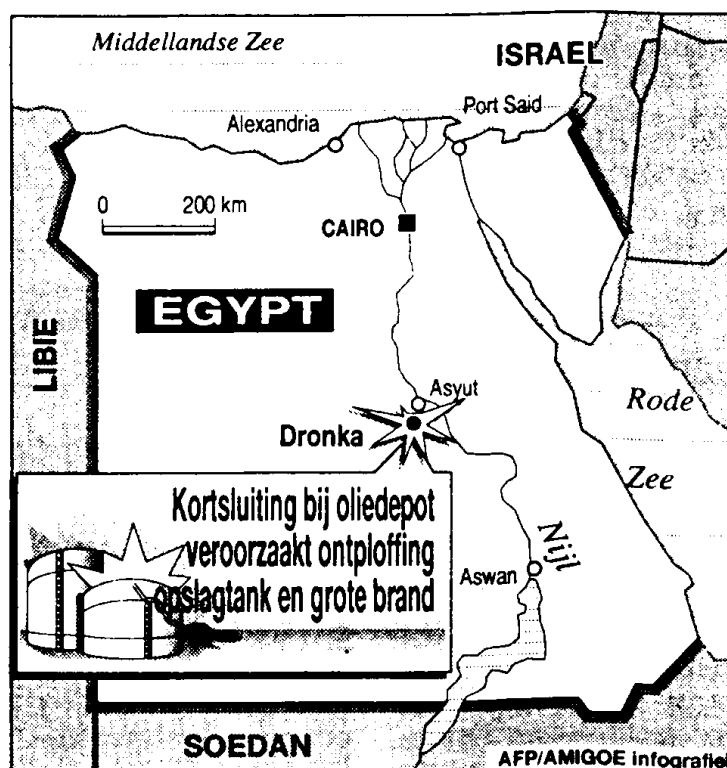 Middellandse Zee
ISRAEL
Port Said
Alexandria
0 200 km
CAIRO
EGYPT
LIBIE
Asyut
Rode
Dronka
Zee
Kortsluiting bij oliedepot
veroorzaakt ontploffing
opslagtank en grote brand
Nijl
Aswan
SOEDAN
AFP/AMIGOE infografiek